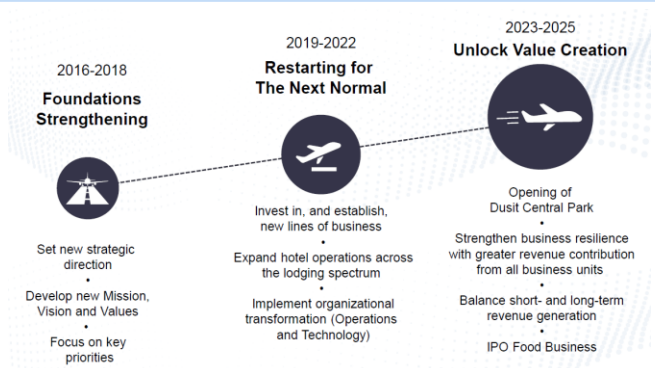 2016-2018
Foundations
Strengthening
Set new strategic
direction
•
Develop new Mission,
Vision and Values
•
Focus on key
priorities
2019-2022
Restarting for
The Next Normal
Invest in, and establish,
new lines of business
•
Expand hotel operations across
the lodging spectrum
•
Implement organizational
transformation (Operations
and Technology)
2023-2025
Unlock Value Creation
Opening of
Dusit Central Park
•
Strengthen business resilience
with greater revenue contribution
from all business units
•
Balance short- and long-term
revenue generation
•
IPO Food Business